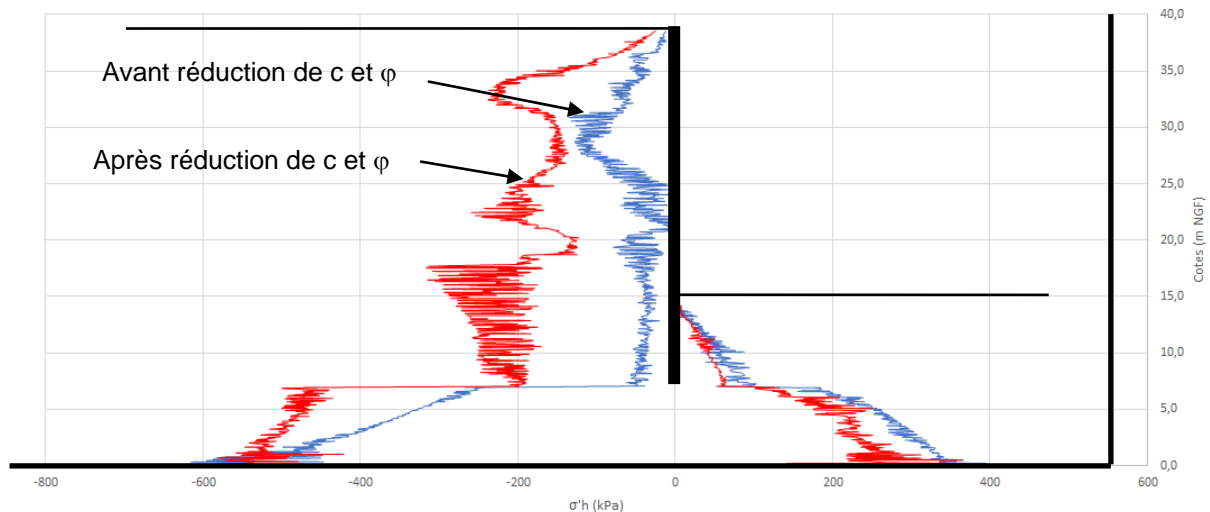 40,0
Avant réduction de c et φ
35,0
30,0
Après réduction de c et φ
25,0
20,0
Cotes (m NGF)
15,0
10,0
5,0
0,0
-800 -600 -400 -200 0 200 400 600
σ'h (kPa)